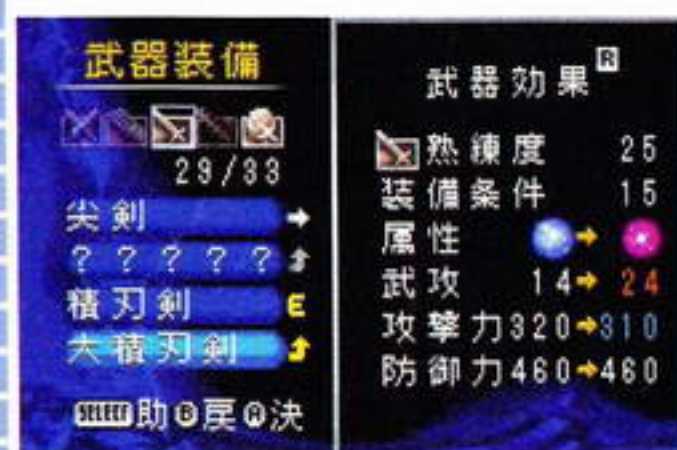 武器装備
29/33
尖剣
？？？？？
積刃剣 E
大積刃剣
SELECT助 B戻 A決
武器効果 R
熟練度 25
装備条件 15
属性 →
武攻 14→24
攻撃力320→310
防御力460→460